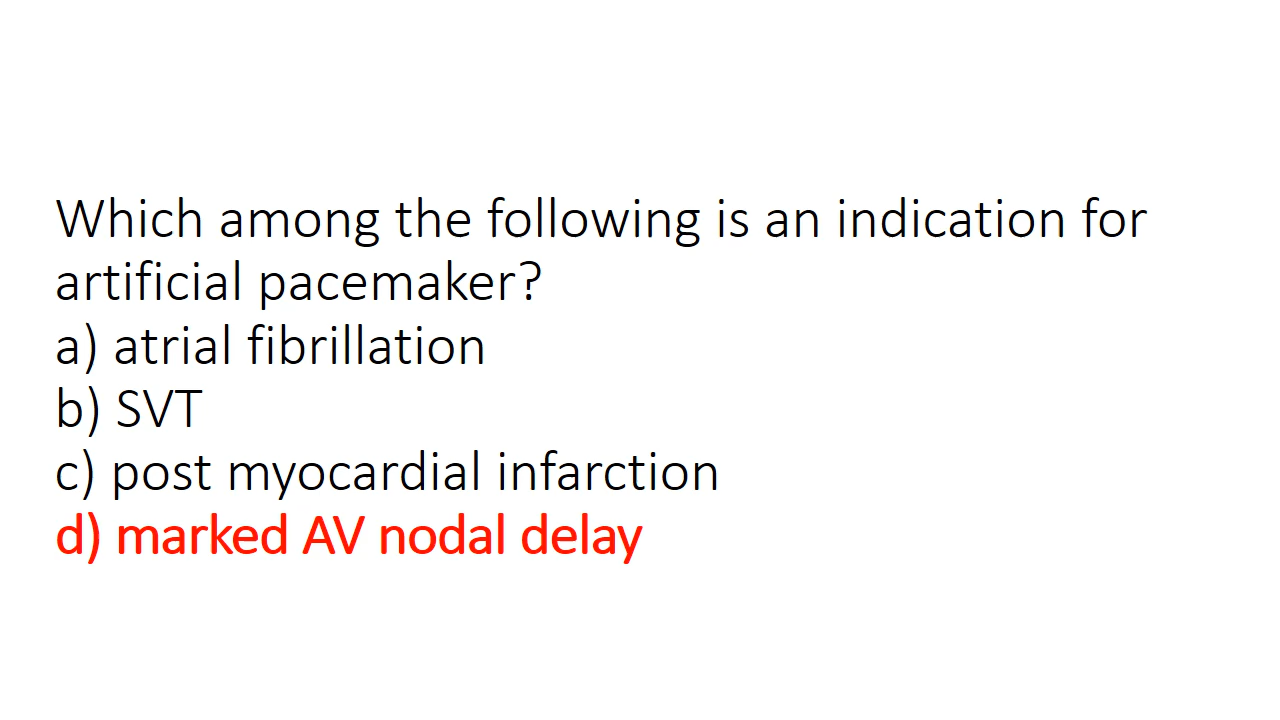 Which among the following is an indication for
artificial pacemaker?
a) atrial fibrillation
b) SVT
c) post myocardial infarction
d) marked AV nodal delay